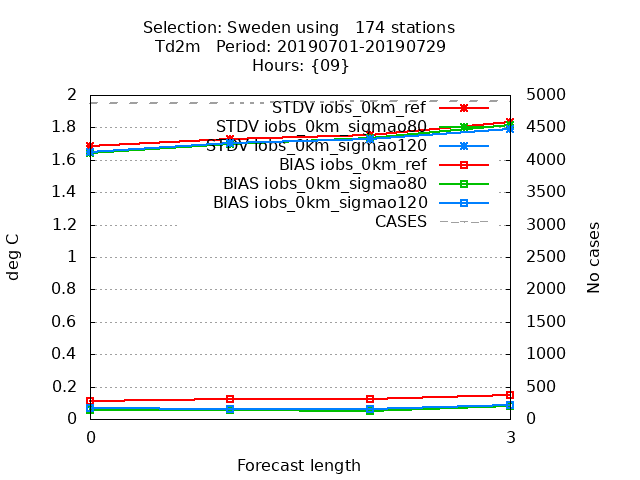 Selection: Sweden using   174 stations
Td2m   Period: 20190701-20190729
Hours: {09}
2 5000
STDV iobs_0km_ref
1.8 STDV iobs_0km_sigmao80 4500
STDV iobs_0km_sigmao120
1.6 BIAS iobs_0km_ref 4000
1.4 BIAS iobs_0km_sigmao80 3500
BIAS iobs_0km_sigmao120
1.2 CASES 3000
1 2500
0.8 2000
0.6 1500
0.4 1000
0.2 500
0 0
deg C
No cases
0 3
Forecast length